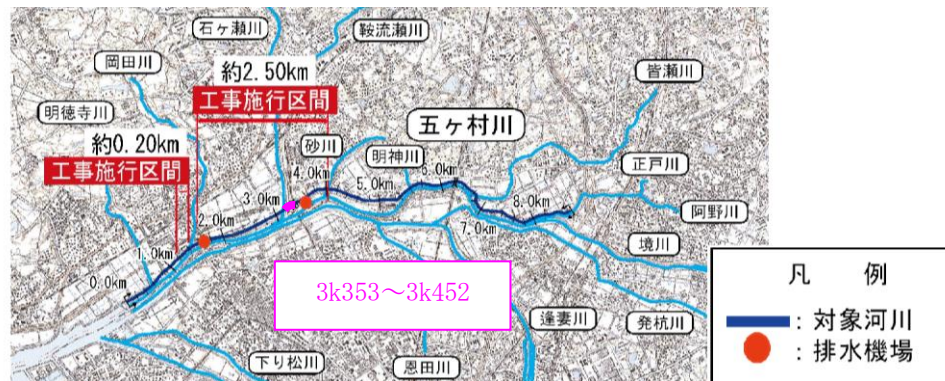 石ヶ瀬川
鞍流瀬川
岡田川
約2.50km
工事施行区間
皆瀬川
明徳寺川
五ヶ村川
約0.20km
工事施行区間
砂川
明神川
正戸川
4.0km
3.0km
5.0km
6.0km
2.0km
8.0km
阿野川
1.0km
7.0km
境川
0.0km
3k353～3k452
逢妻川
発杭川
下り松川
恩田川
凡 例
：対象河川
：排水機場